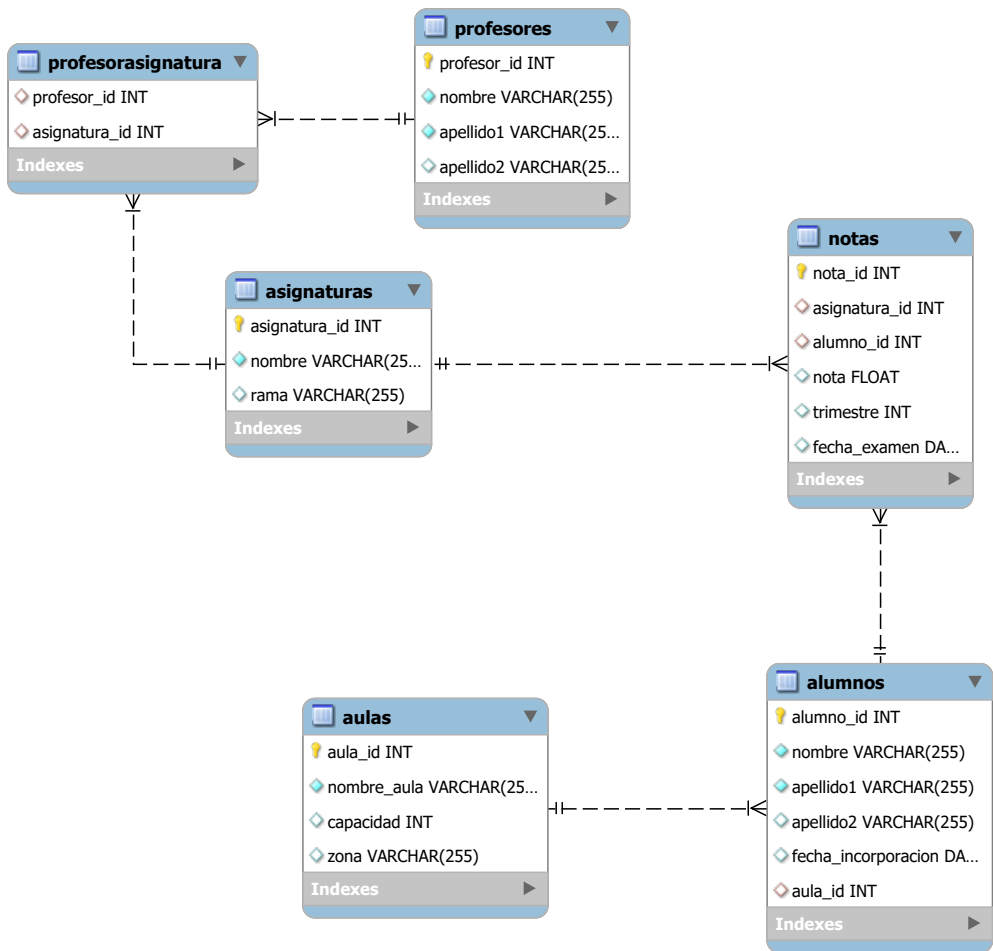 profesorasignatura
profesor_id INT
asignatura_id INT
Indexes
profesores
profesor_id INT
nombre VARCHAR(255)
apellido1 VARCHAR(25...
apellido2 VARCHAR(25...
Indexes
asignaturas
asignatura_id INT
nombre VARCHAR(25...
rama VARCHAR(255)
Indexes
notas
nota_id INT
asignatura_id INT
alumno_id INT
nota FLOAT
trimestre INT
fecha_examen DA...
Indexes
aulas
aula_id INT
nombre_aula VARCHAR(25...
capacidad INT
zona VARCHAR(255)
Indexes
alumnos
alumno_id INT
nombre VARCHAR(255)
apellido1 VARCHAR(255)
apellido2 VARCHAR(255)
fecha_incorporacion DA...
aula_id INT
Indexes